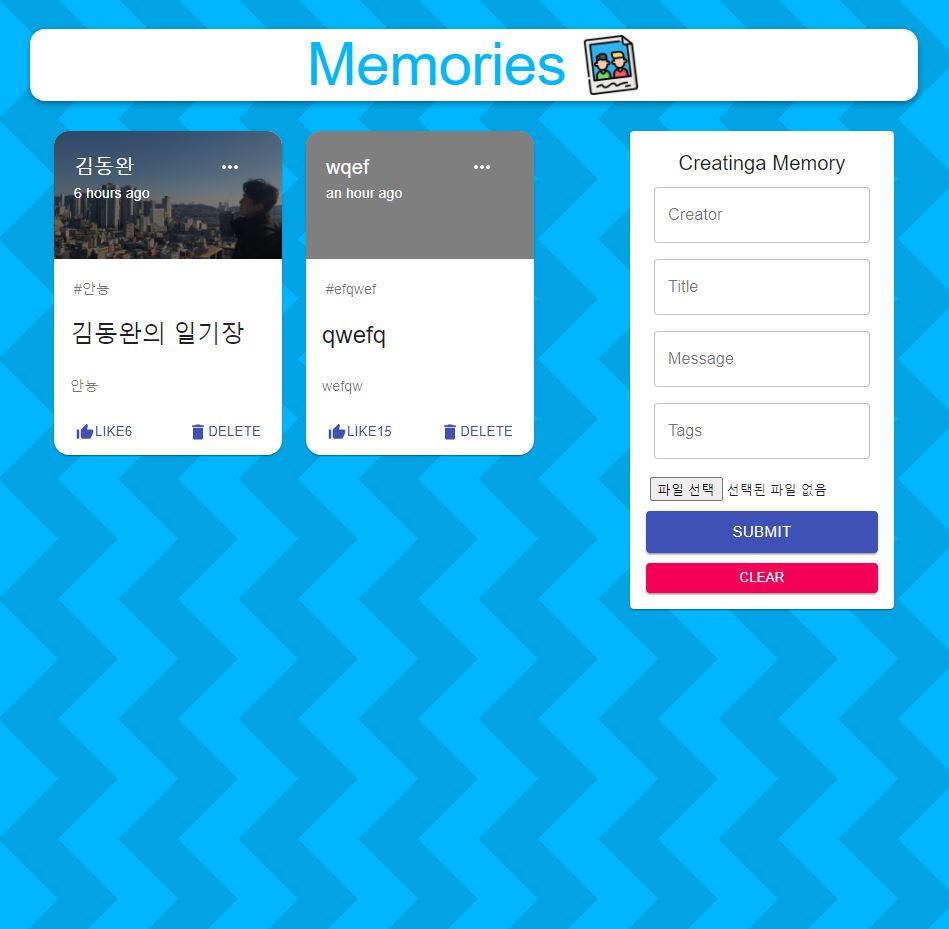 Memories
김동완
6 hours ago
#안뇽
김동완의 일기장
안뇽
LIKE6 DELETE
wqef
an hour ago
#efqwef
qwefq
wefqw
LIKE15 DELETE
Creatinga Memory
Creator
Title
Message
Tags
파일 선택 선택된 파일 없음
SUBMIT
CLEAR